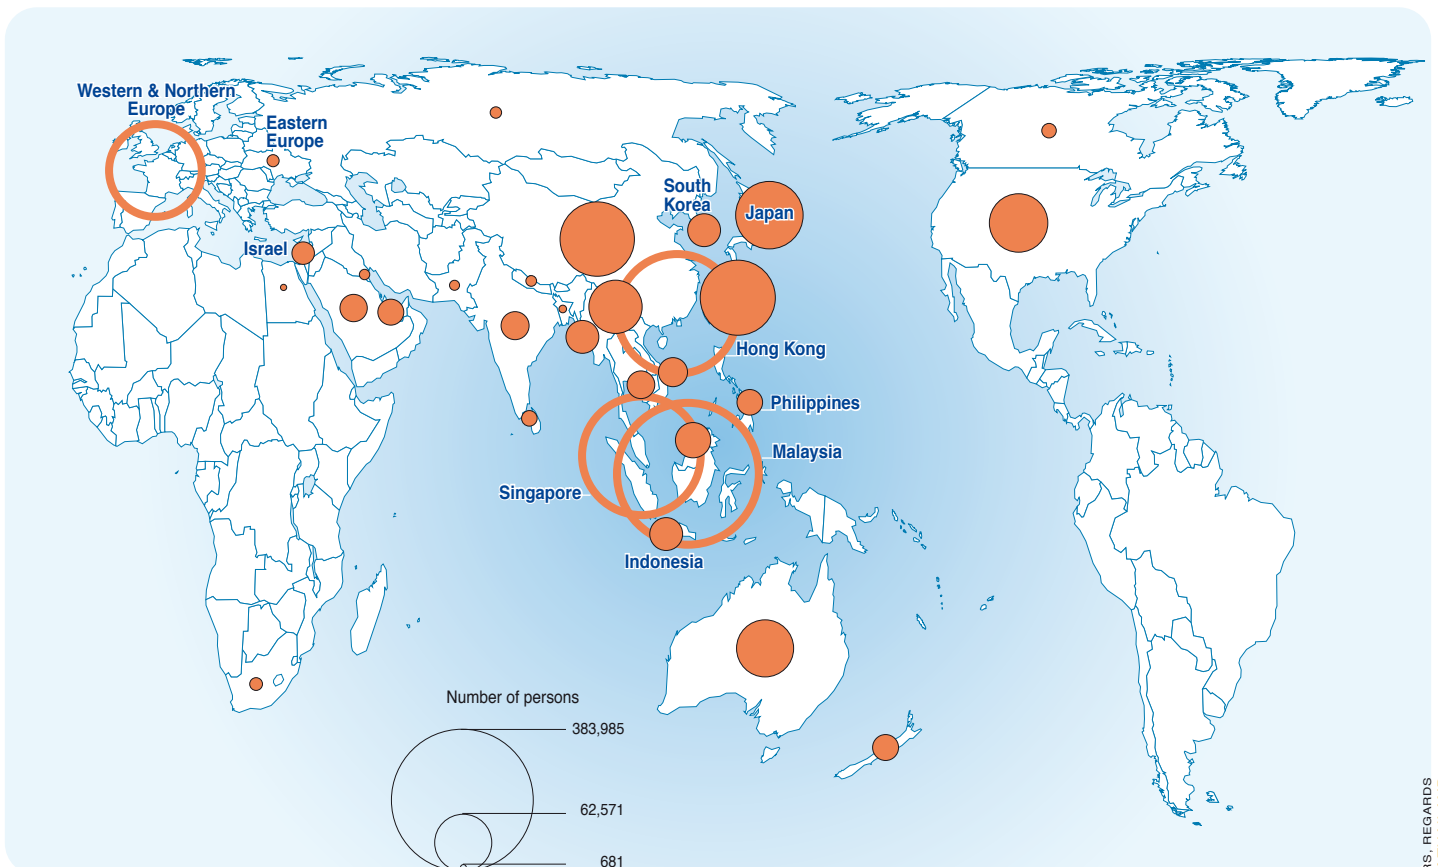 Western & Northern
Europe
Eastern
Europe
South
Korea
Japan
Israel
Hong Kong
Philippines
Malaysia
Singapore
Indonesia
Number of persons
383,985
62,571
681
RS, REGARDS